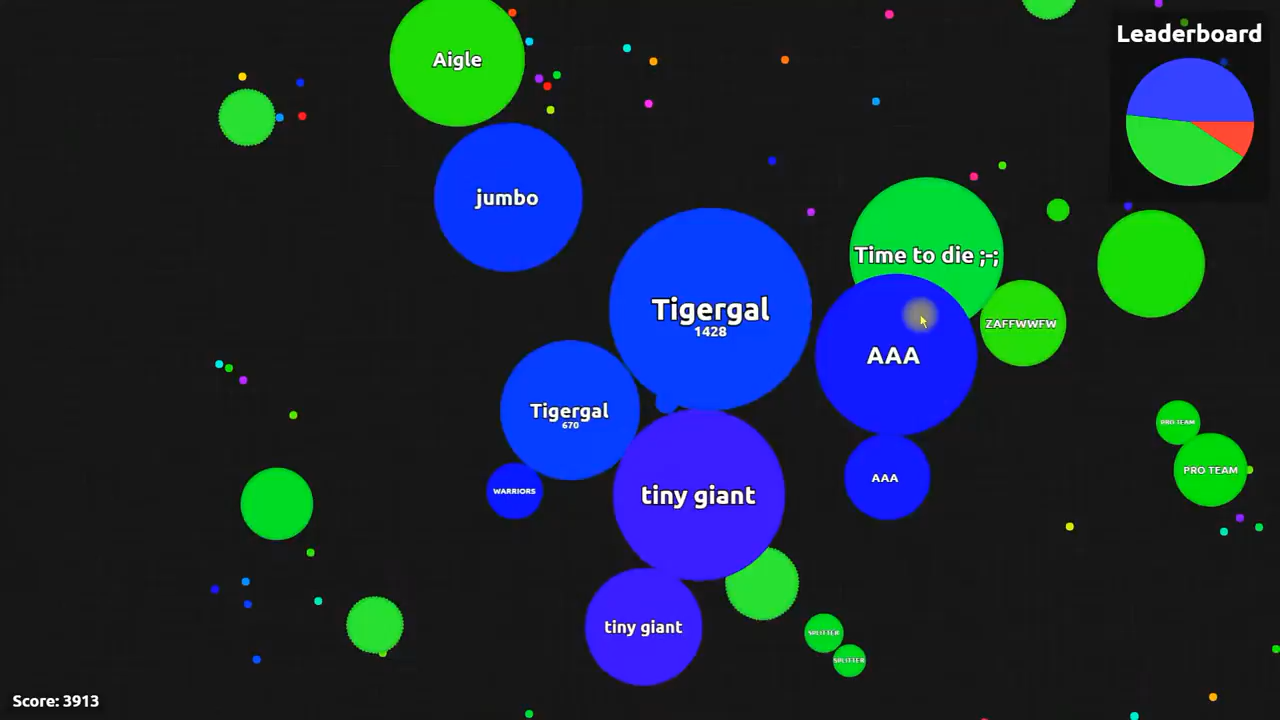 Leaderboard
Aigle
jumbo
Time to die ;-;
Tigergal
1428
ZAFFWWFW
AAA
Tigergal
670
PRO TEAM
PRO TEAM
AAA
WARRIORS
tiny giant
tiny giant
SPLITTER
SPLITTER
Score: 3913